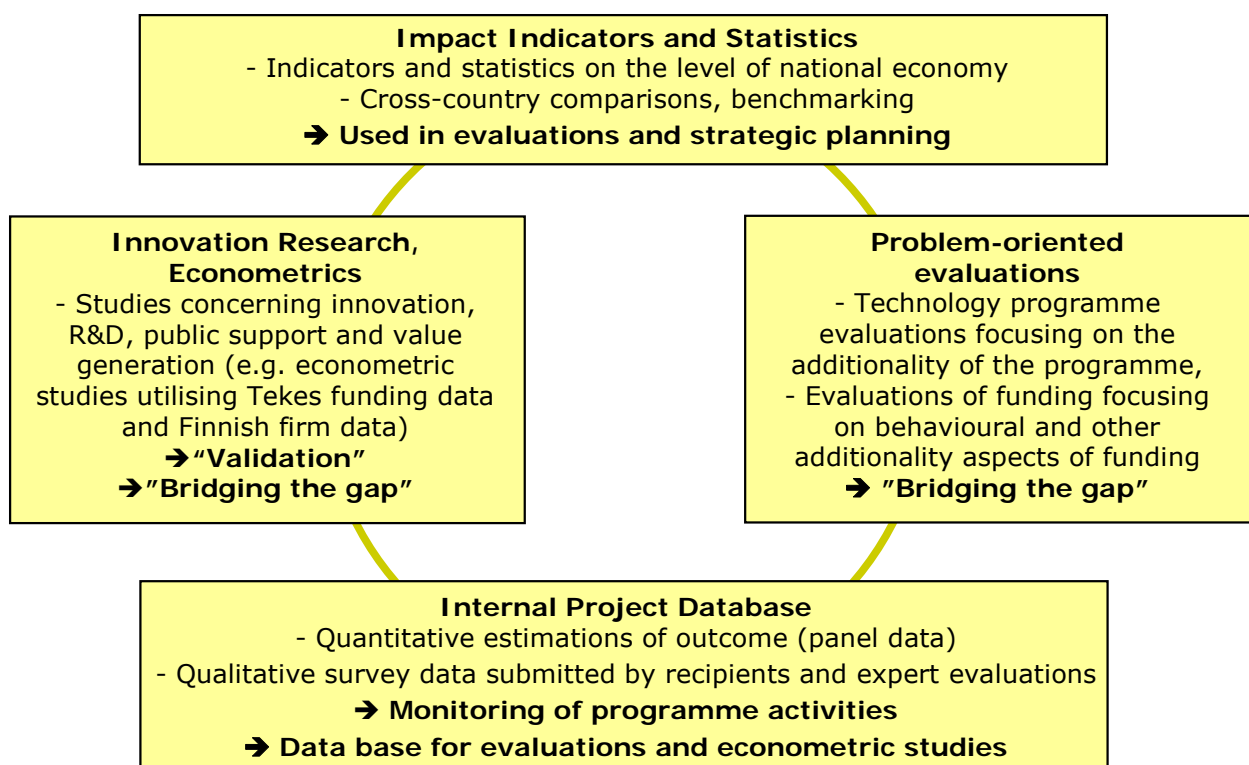 Impact Indicators and Statistics
- Indicators and statistics on the level of national economy
- Cross-country comparisons, benchmarking
➔ Used in evaluations and strategic planning
Innovation Research,
Econometrics
- Studies concerning innovation,
R&D, public support and value
generation (e.g. econometric
studies utilising Tekes funding data
and Finnish firm data)
➔“Validation”
➔”Bridging the gap”
Problem-oriented
evaluations
- Technology programme
evaluations focusing on the
additionality of the programme,
- Evaluations of funding focusing
on behavioural and other
additionality aspects of funding
➔ ”Bridging the gap”
Internal Project Database
- Quantitative estimations of outcome (panel data)
- Qualitative survey data submitted by recipients and expert evaluations
➔ Monitoring of programme activities
➔ Data base for evaluations and econometric studies